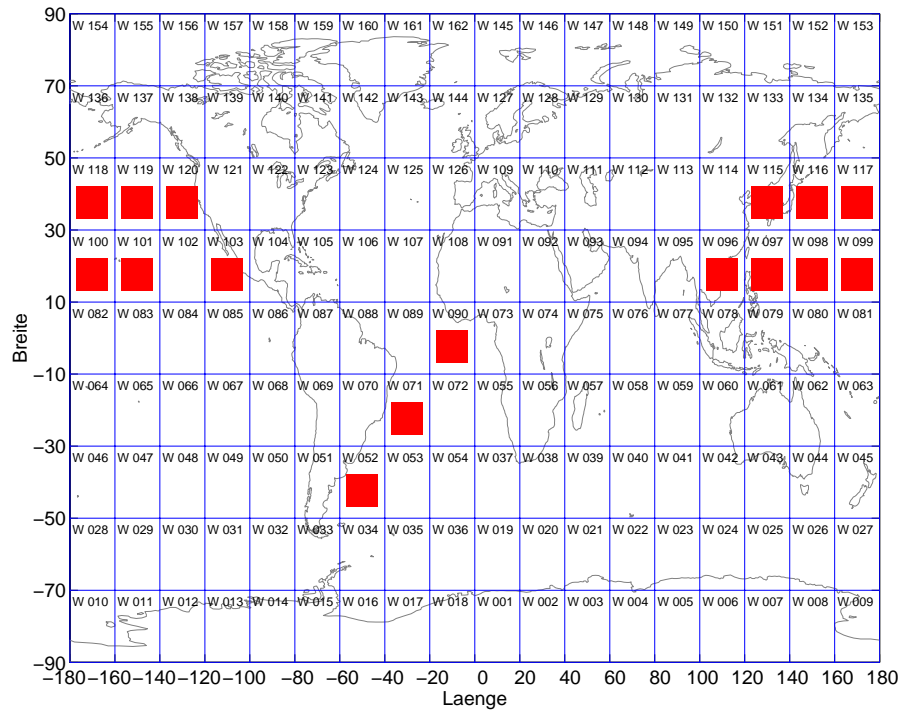 90
W 154 W 155 W 156 W 157 W 158 W 159 W 160 W 161 W 162 W 145 W 146 W 147 W 148 W 149 W 150 W 151 W 152 W 153
70
W 136 W 137 W 138 W 139 W 140 W 141 W 142 W 143 W 144 W 127 W 128 W 129 W 130 W 131 W 132 W 133 W 134 W 135
50
W 118 W 119 W 120 W 121 W 122 W 123 W 124 W 125 W 126 W 109 W 110 W 111 W 112 W 113 W 114 W 115 W 116 W 117
30
W 100 W 101 W 102 W 103 W 104 W 105 W 106 W 107 W 108 W 091 W 092 W 093 W 094 W 095 W 096 W 097 W 098 W 099
10
W 082 W 083 W 084 W 085 W 086 W 087 W 088 W 089 W 090 W 073 W 074 W 075 W 076 W 077 W 078 W 079 W 080 W 081
Breite
−10
W 064 W 065 W 066 W 067 W 068 W 069 W 070 W 071 W 072 W 055 W 056 W 057 W 058 W 059 W 060 W 061 W 062 W 063
−30
W 046 W 047 W 048 W 049 W 050 W 051 W 052 W 053 W 054 W 037 W 038 W 039 W 040 W 041 W 042 W 043 W 044 W 045
−50
W 028 W 029 W 030 W 031 W 032 W 033 W 034 W 035 W 036 W 019 W 020 W 021 W 022 W 023 W 024 W 025 W 026 W 027
−70
W 010 W 011 W 012 W 013 W 014 W 015 W 016 W 017 W 018 W 001 W 002 W 003 W 004 W 005 W 006 W 007 W 008 W 009
−90
−180 −160 −140 −120 −100 −80 −60 −40 −20 0 20 40 60 80 100 120 140 160 180
Laenge